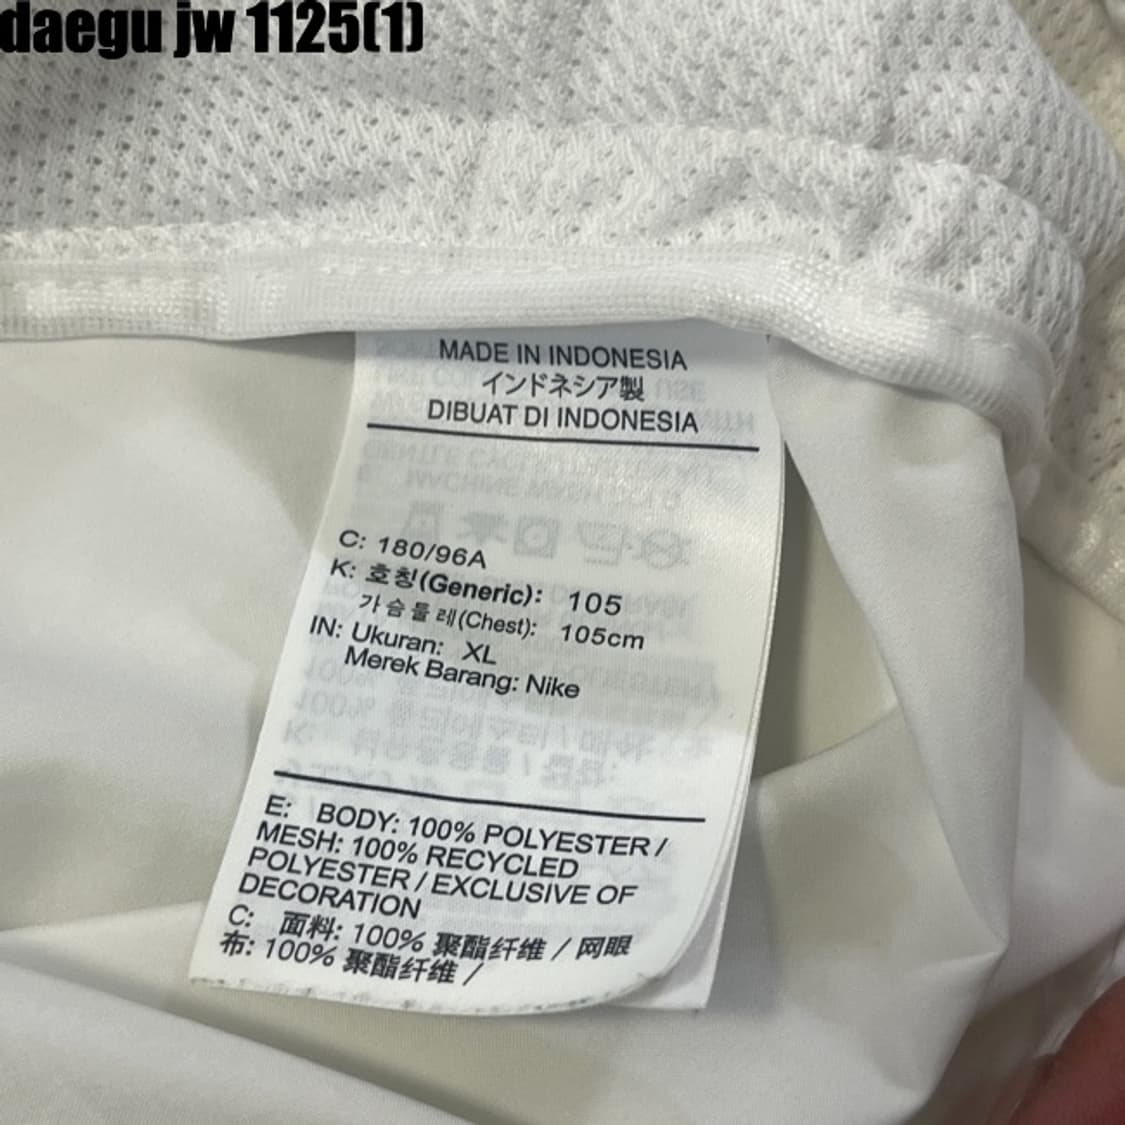 daegu jw 1125(1)
MADE IN INDONESIA
インドネシア製
DIBUAT DI INDONESIA
C: 180/96A
K: 호칭(Generic): 105
가슴둘레(Chest): 105cm
IN: Ukuran: XL
Merek Barang: Nike
E: BODY: 100% POLYESTER /
MESH: 100% RECYCLED
POLYESTER / EXCLUSIVE OF
DECORATION
C: 面料: 100% 聚酯纤维 / 网眼
布: 100% 聚酯纤维 /